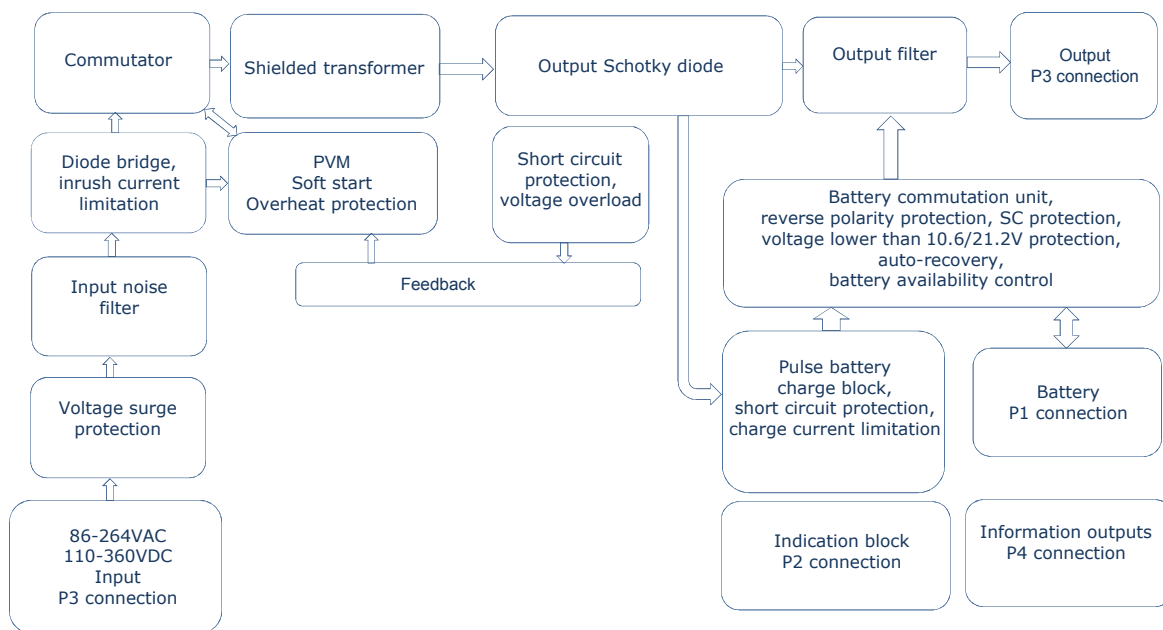 Commutator
Shielded transformer
Output Schotky diode
Output filter
Output
P3 connection
Diode bridge,
inrush current
limitation
PVM
Soft start
Overheat protection
Short circuit
protection,
voltage overload
Battery commutation unit,
reverse polarity protection, SC protection,
voltage lower than 10.6/21.2V protection,
auto-recovery,
battery availability control
Feedback
Input noise
filter
Pulse battery
charge block,
short circuit protection,
charge current limitation
Battery
P1 connection
Voltage surge
protection
86-264VAC
110-360VDC
Input
P3 connection
Indication block
P2 connection
Information outputs
P4 connection